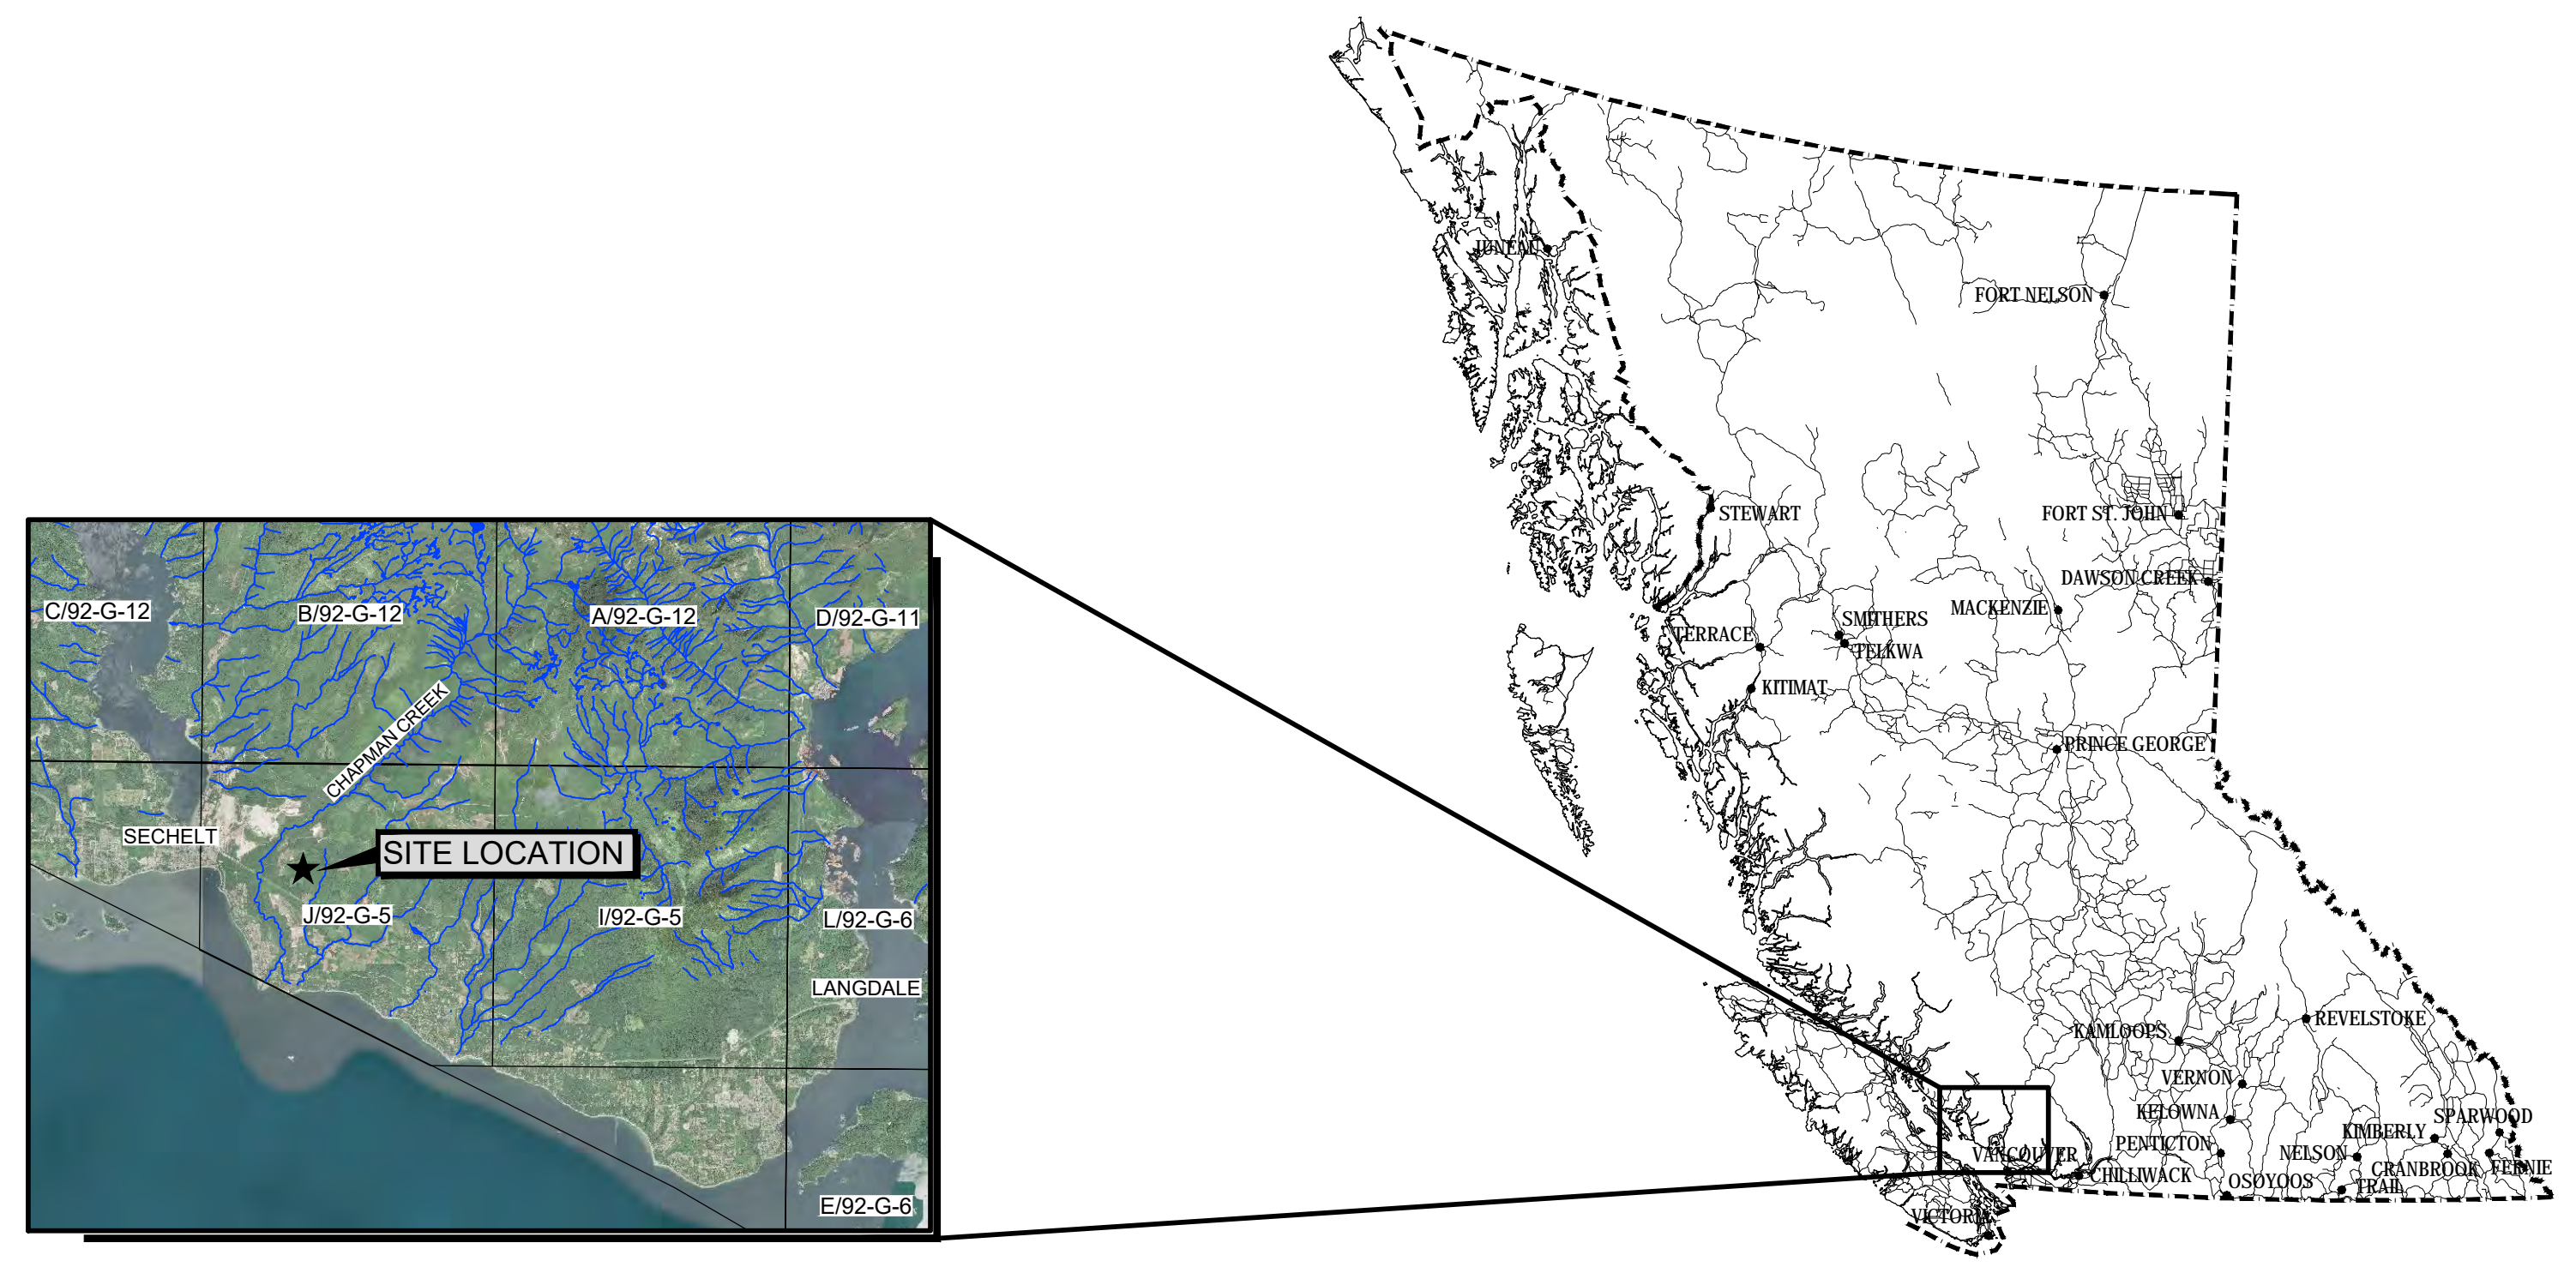 C/92-G-12
B/92-G-12
A/92-G-12
D/92-G-11
CHAPMAN CREEK
SECHELT
SITE LOCATION
J/92-G-5
I/92-G-5
L/92-G-6
LANGDALE
E/92-G-6
JUNEAU
FORT NELSON
STEWART
FORT ST. JOHN
DAWSON CREEK
MACKENZIE
SMITHERS
TERRACE
TELKWA
KITIMAT
PRINCE GEORGE
REVELSTOKE
KAMLOOPS
VERNON
KELOWNA
SPARWOOD
KIMBERLY
PENTICTON
NELSON
VANCOUVER
CRANBROOK
FERNIE
CHILLIWACK
OSOYOOS
TRAIL
VICTORIA